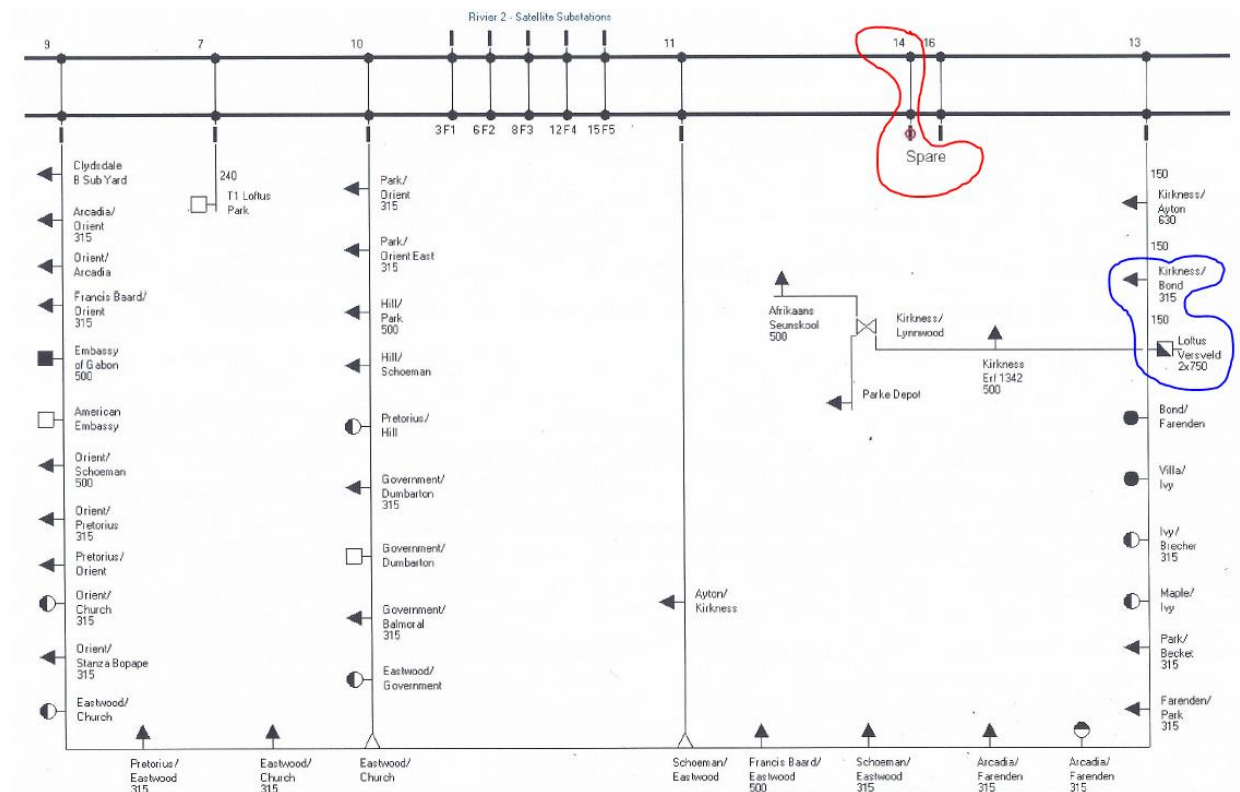 Rivier 2 - Satellite Substations
9
7
10
11
14
16
13
3F1
6F2
8F3
12F4
15F5
Spare
Clydsdale
B Sub Yard
Arcadia/
Orient
315
Orient/
Arcadia
Francis Baard/
Orient
315
Embassy
of Gabon
500
American
Embassy
Orient/
Schoeman
500
Orient/
Pretorius
315
Pretorius/
Orient
Orient/
Church
315
Orient/
Stanza Bopape
315
Eastwood/
Church
240
T1 Loftus
Park
Park/
Orient
315
Park/
Orient East
315
Hill/
Park
500
Hill/
Schoeman
Pretorius/
Hill
Government/
Dumbarton
315
Government/
Dumbarton
Government/
Balmoral
315
Eastwood/
Government
Ayton/
Kirkness
Afrikaans
Seunskool
500
Kirkness/
Lynnwood
Kirkness
Erf 1342
500
Parke Depot
150
Kirkness/
Ayton
630
150
Kirkness/
Bond
315
150
Loftus
Versveld
2x750
Bond/
Farenden
Villa/
Ivy
Ivy/
Brecher
315
Maple/
Ivy
Park/
Becket
315
Farenden/
Park
315
Pretorius/
Eastwood
315
Eastwood/
Church
315
Eastwood/
Church
Schoeman/
Eastwood
Francis Baard/
Eastwood
500
Schoeman/
Eastwood
315
Arcadia/
Farenden
315
Arcadia/
Farenden
315